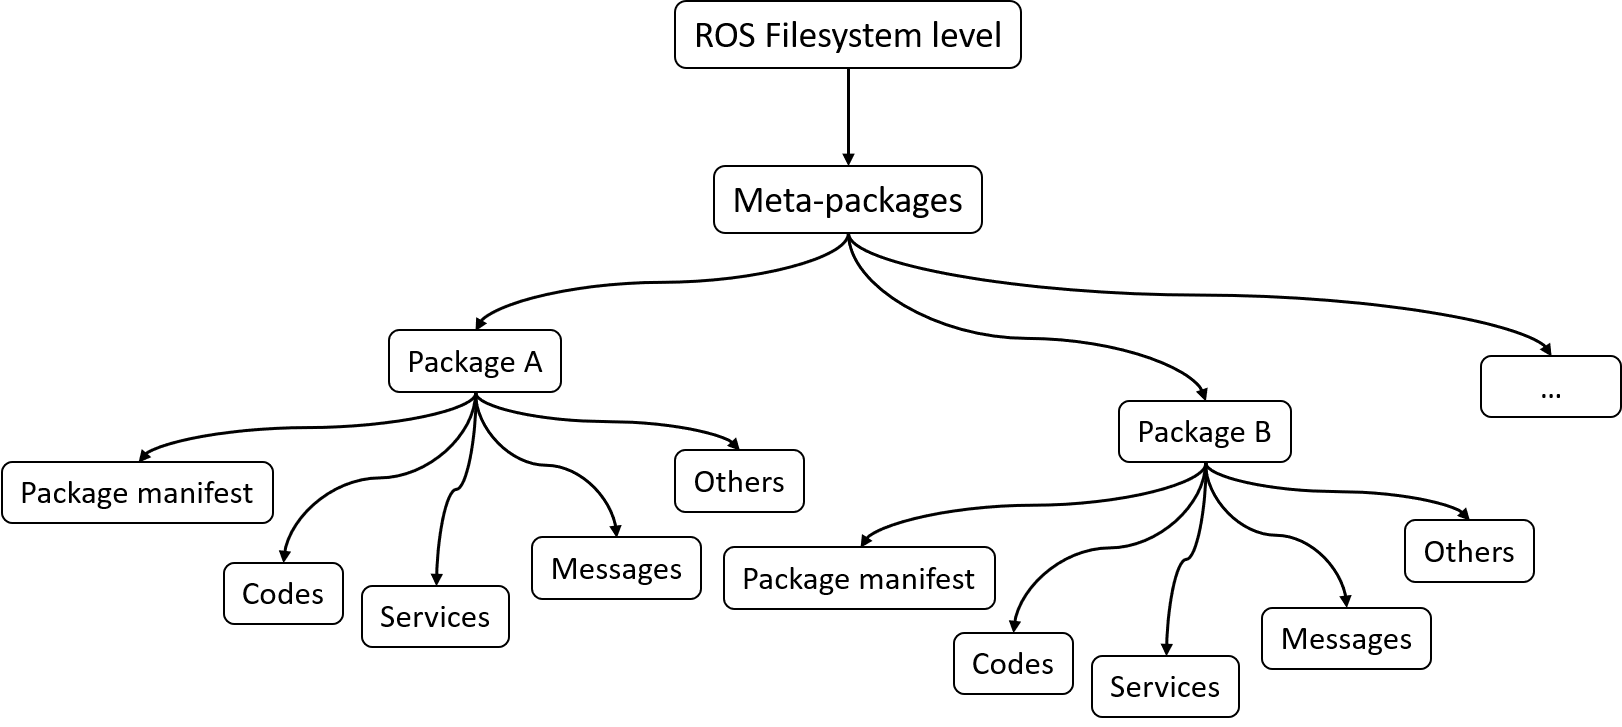 ROS Filesystem level
Meta-packages
Package A
Package B
...
Package manifest
Codes
Services
Messages
Others
Package manifest
Codes
Services
Messages
Others